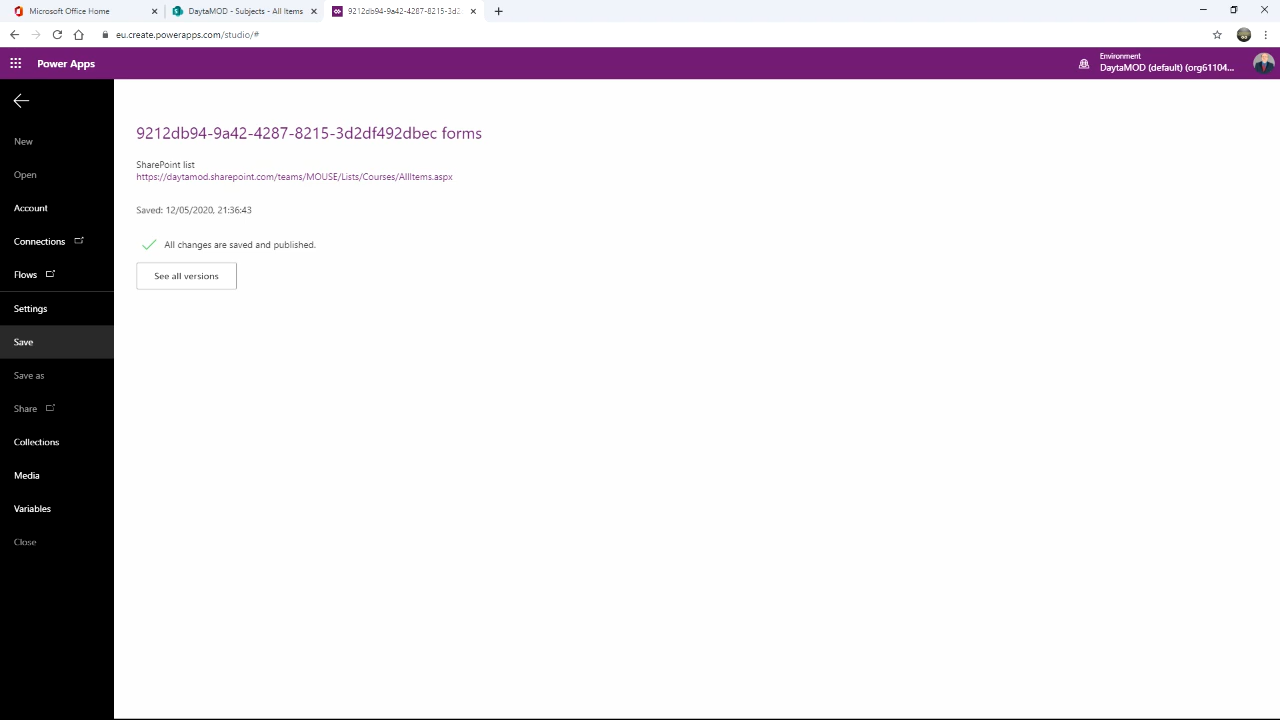 Microsoft Office Home
DaytaMOD - Subjects - All Items
9212db94-9a42-4287-8215-3d2
eu.create.powerapps.com/studio/#
Power Apps
Environment
DaytaMOD (default) (org61104...
New
Open
Account
Connections
Flows
Settings
Save
Save as
Share
Collections
Media
Variables
Close
9212db94-9a42-4287-8215-3d2df492dbec forms
SharePoint list
https://daytamod.sharepoint.com/teams/MOUSE/Lists/Courses/AllItems.aspx
Saved: 12/05/2020, 21:36:43
All changes are saved and published.
See all versions